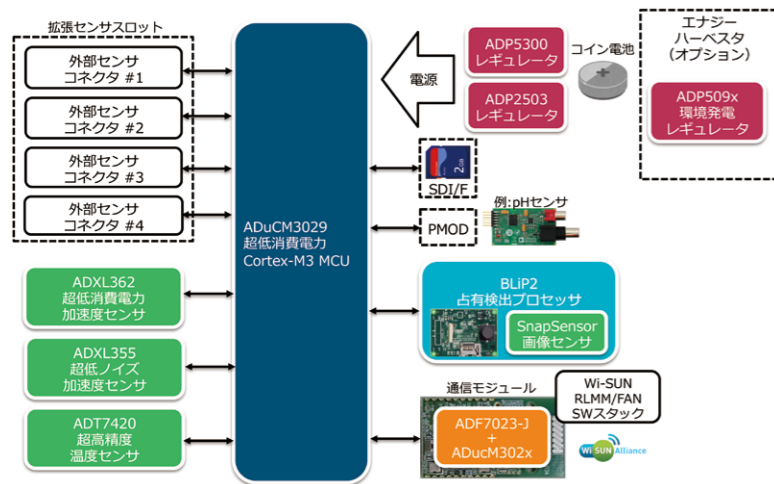 拡張センサスロット
外部センサ
コネクタ #1
外部センサ
コネクタ #2
外部センサ
コネクタ #3
外部センサ
コネクタ #4
ADXL362
超低消費電力
加速度センサ
ADXL355
超低ノイズ
加速度センサ
ADT7420
超高精度
温度センサ
ADuCM3029
超低消費電力
Cortex-M3 MCU
電源
ADP5300
レギュレータ
ADP2503
レギュレータ
コイン電池
エナジー
ハーベスタ
(オプション)
ADP509x
環境発電
レギュレータ
2GB
SDI/F
PMOD
例:pHセンサ
BLiP2
占有検出プロセッサ
SnapSensor
画像センサ
通信モジュール
ADF7023-J
+
ADucM302x
Wi-SUN
RLMM/FAN
SWスタック
Wi SUN Alliance